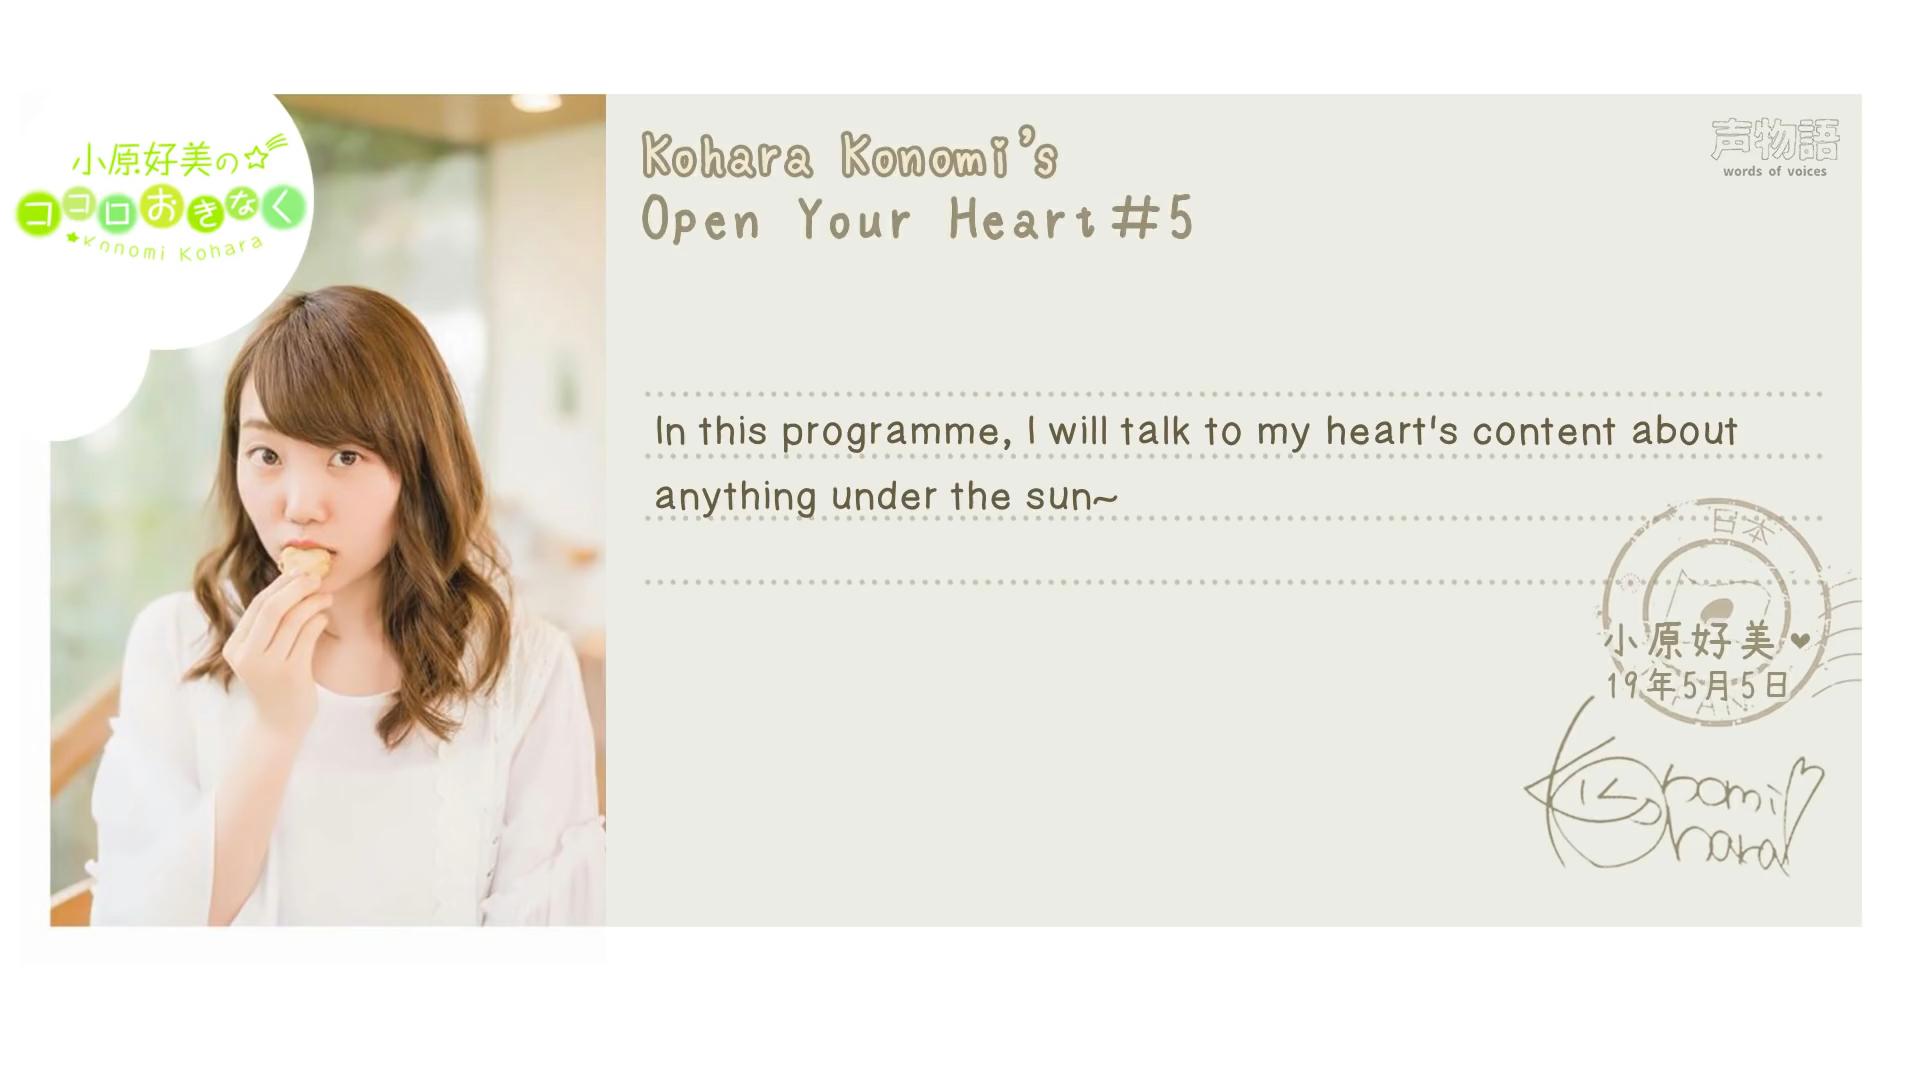 小原好美の☆
ココロおきなく
★Konomi Kohara
Kohara Konomi's
Open Your Heart#5
声物語
words of voices
In this programme, I will talk to my heart's content about
anything under the sun~
日本
小原好美♥
19年5月5日
Konomi
Kohara